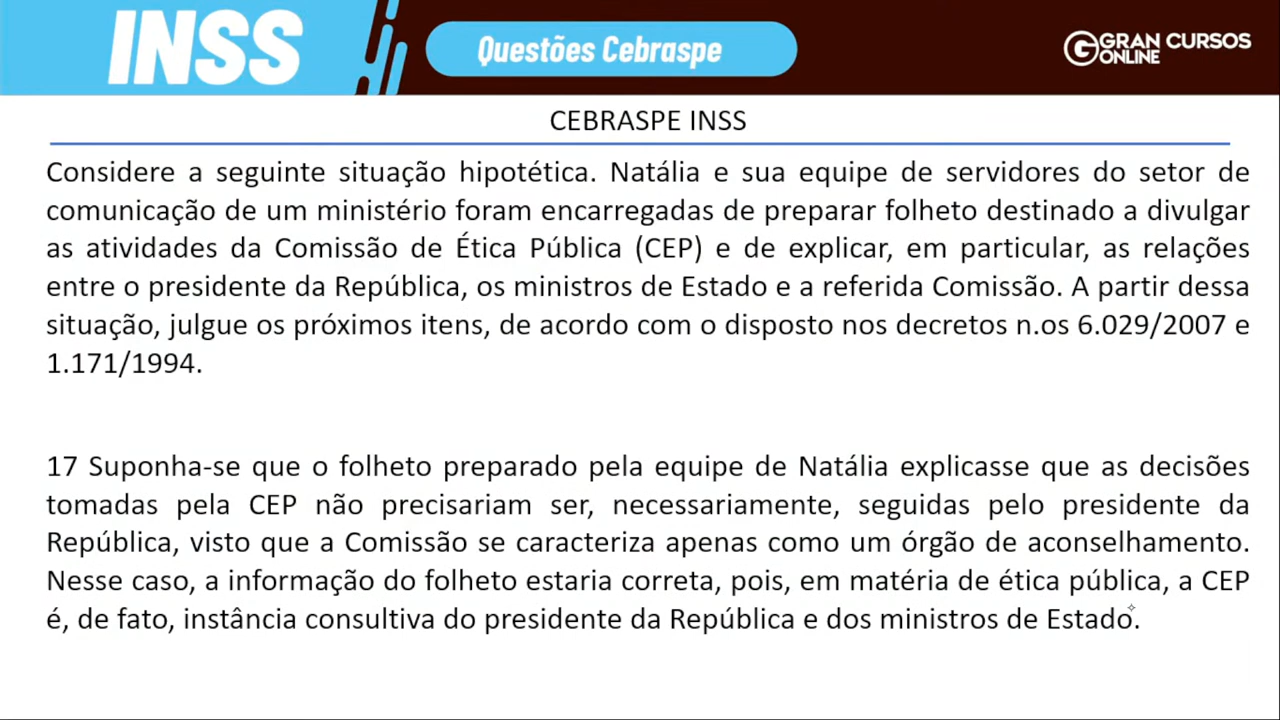 INSS
Questões Cebraspe
GRAN CURSOS
ONLINE
CEBRASPE INSS
Considere a seguinte situação hipotética. Natália e sua equipe de servidores do setor de
comunicação de um ministério foram encarregadas de preparar folheto destinado a divulgar
as atividades da Comissão de Ética Pública (CEP) e de explicar, em particular, as relações
entre o presidente da República, os ministros de Estado e a referida Comissão. A partir dessa
situação, julgue os próximos itens, de acordo com o disposto nos decretos n.os 6.029/2007 e
1.171/1994.
17 Suponha-se que o folheto preparado pela equipe de Natália explicasse que as decisões
tomadas pela CEP não precisariam ser, necessariamente, seguidas pelo presidente da
República, visto que a Comissão se caracteriza apenas como um órgão de aconselhamento.
Nesse caso, a informação do folheto estaria correta, pois, em matéria de ética pública, a CEP
é, de fato, instância consultiva do presidente da República e dos ministros de Estado.